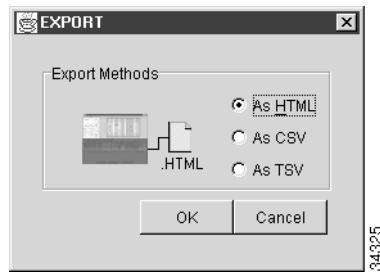 EXPORT
Export Methods
As HTML
As CSV
.HTML
As TSV
OK Cancel
34325